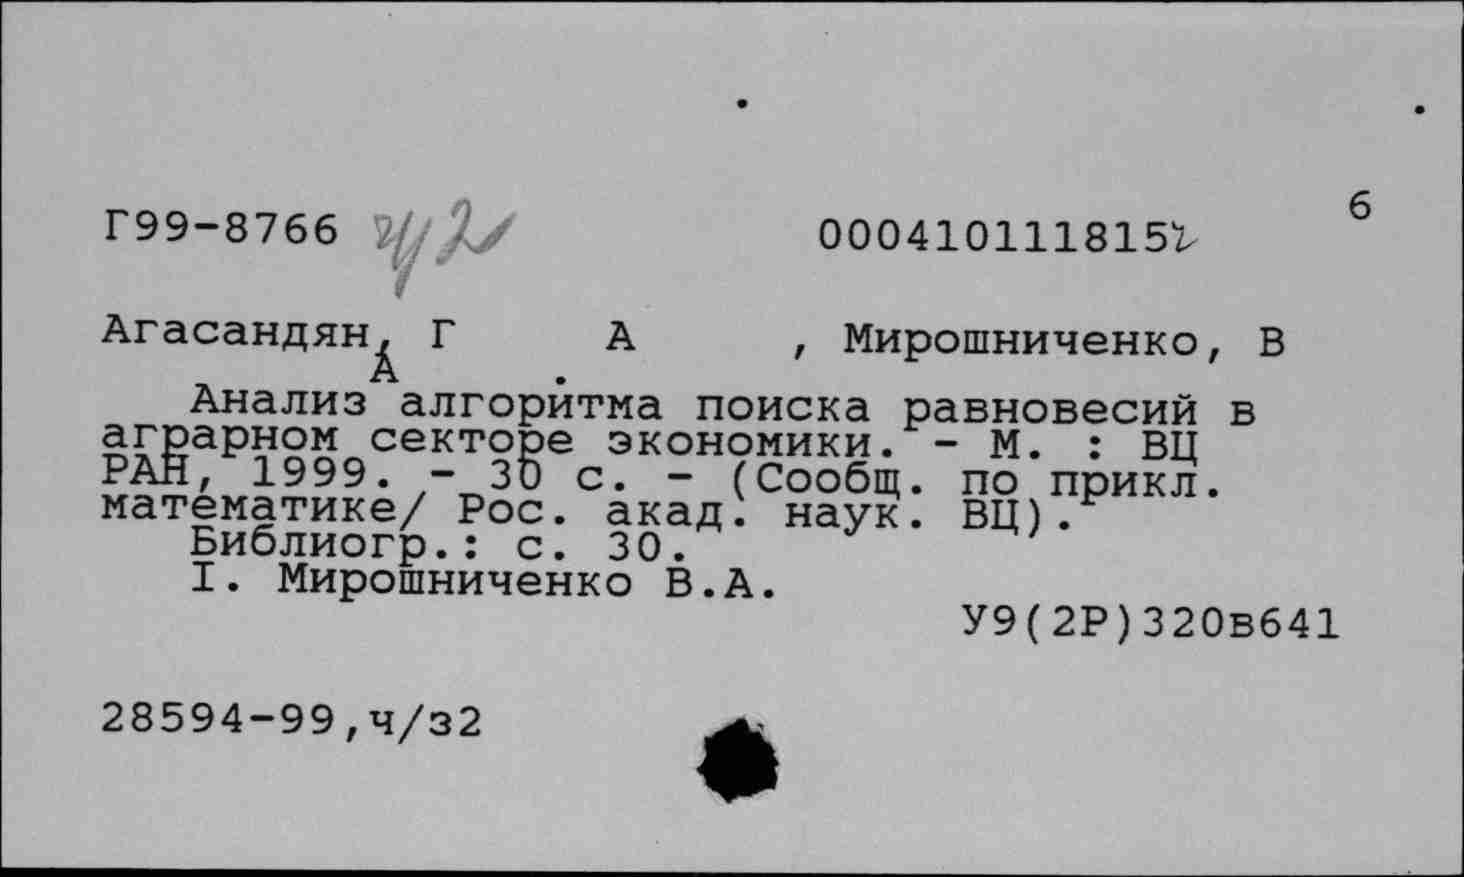 6
Г99-8766 0004101118152
Агасандян, Г А , Мирошниченко, В
А .
Анализ алгоритма поиска равновесий в
аграрном секторе экономики. - М. : ВЦ
РАН, 1999. - 30 с. - (Сообщ. по прикл.
математике/ Рос. акад. наук. ВЦ).
Библиогр.: с. 30.
I. Мирошниченко В.А.
У9(2Р)320в641
28594-99,ч/з2